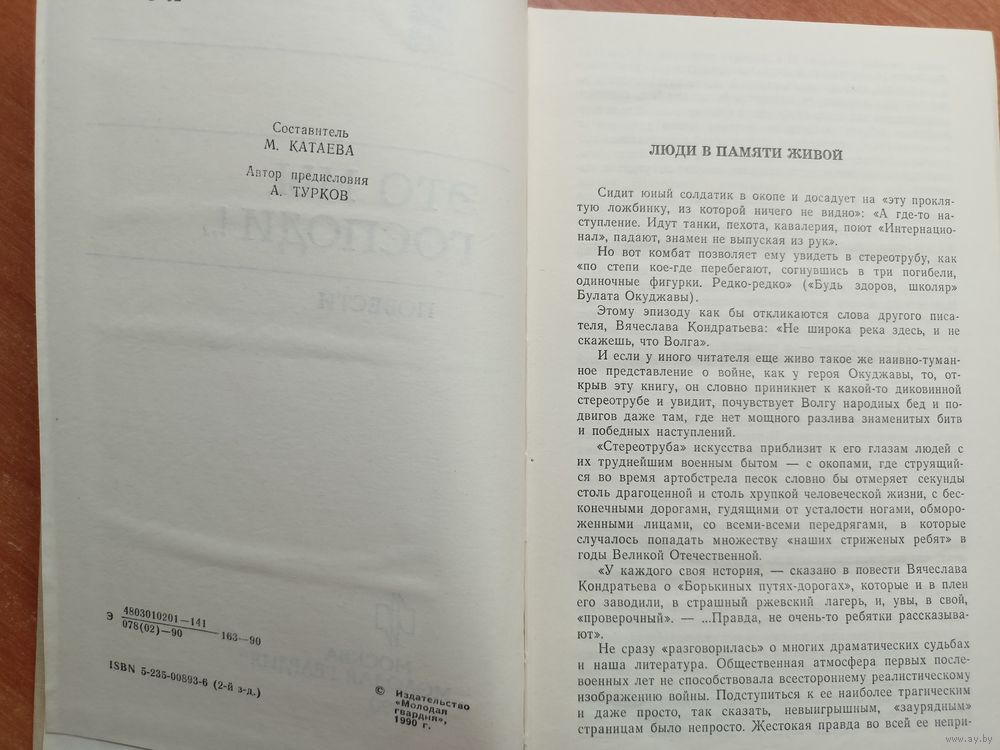 Составитель
М. КАТАЕВА
Автор предисловия
А. ТУРКОВ
Э 4803010201—141
078(02)—90
163—90
ISBN 5-235-00893-6 (2-й з-д.)
© Издательство
«Молодая
гвардия»,
1990 г.
ЛЮДИ В ПАМЯТИ ЖИВОЙ
Сидит юный солдатик в окопе и досадует на «эту прокля-
тую ложбинку, из которой ничего не видно»: «А где-то на-
ступление. Идут танки, пехота, кавалерия, поют «Интернацио-
нал», падают, знамен не выпуская из рук».
Но вот комбат позволяет ему увидеть в стереотрубу, как
«по степи кое-где перебегают, согнувшись в три погибели,
одиночные фигурки. Редко-редко» («Будь здоров, школяр»
Булата Окуджавы).
Этому эпизоду как бы откликаются слова другого писа-
теля, Вячеслава Кондратьева: «Не широка река здесь, и не
скажешь, что Волга».
И если у иного читателя еще живо такое же наивно-туман-
ное представление о войне, как у героя Окуджавы, то, от-
крыв эту книгу, он словно приникнет к какой-то диковинной
стереотрубе и увидит, почувствует Волгу народных бед и по-
двигов даже там, где нет мощного разлива знаменитых битв
и победных наступлений.
«Стереотруба» искусства приблизит к его глазам людей с
их труднейшим военным бытом — с окопами, где струящий-
ся во время артобстрела песок словно бы отмеряет секунды
столь драгоценной и столь хрупкой человеческой жизни, с бес-
конечными дорогами, гудящими от усталости ногами, обморо-
женными лицами, со всеми-всеми передрягами, в которые
случалось попадать множеству «наших стриженых ребят» в
годы Великой Отечественной.
«У каждого своя история, — сказано в повести Вячеслава
Кондратьева о «Борькиных путях-дорогах», которые и в плен
его заводили, в страшный ржевский лагерь, и, увы, в свой,
«проверочный». — ...Правда, не очень-то ребятки рассказыва-
ют».
Не сразу «разговорилась» о многих драматических судьбах
и наша литература. Общественная атмосфера первых после-
военных лет не способствовала всестороннему реалистическому
изображению войны. Подступиться к ее наиболее трагическим
и даже просто, так сказать, невыигрышным, «заурядным»
страницам было непросто. Жестокая правда во всей ее непри-
www.ay.by